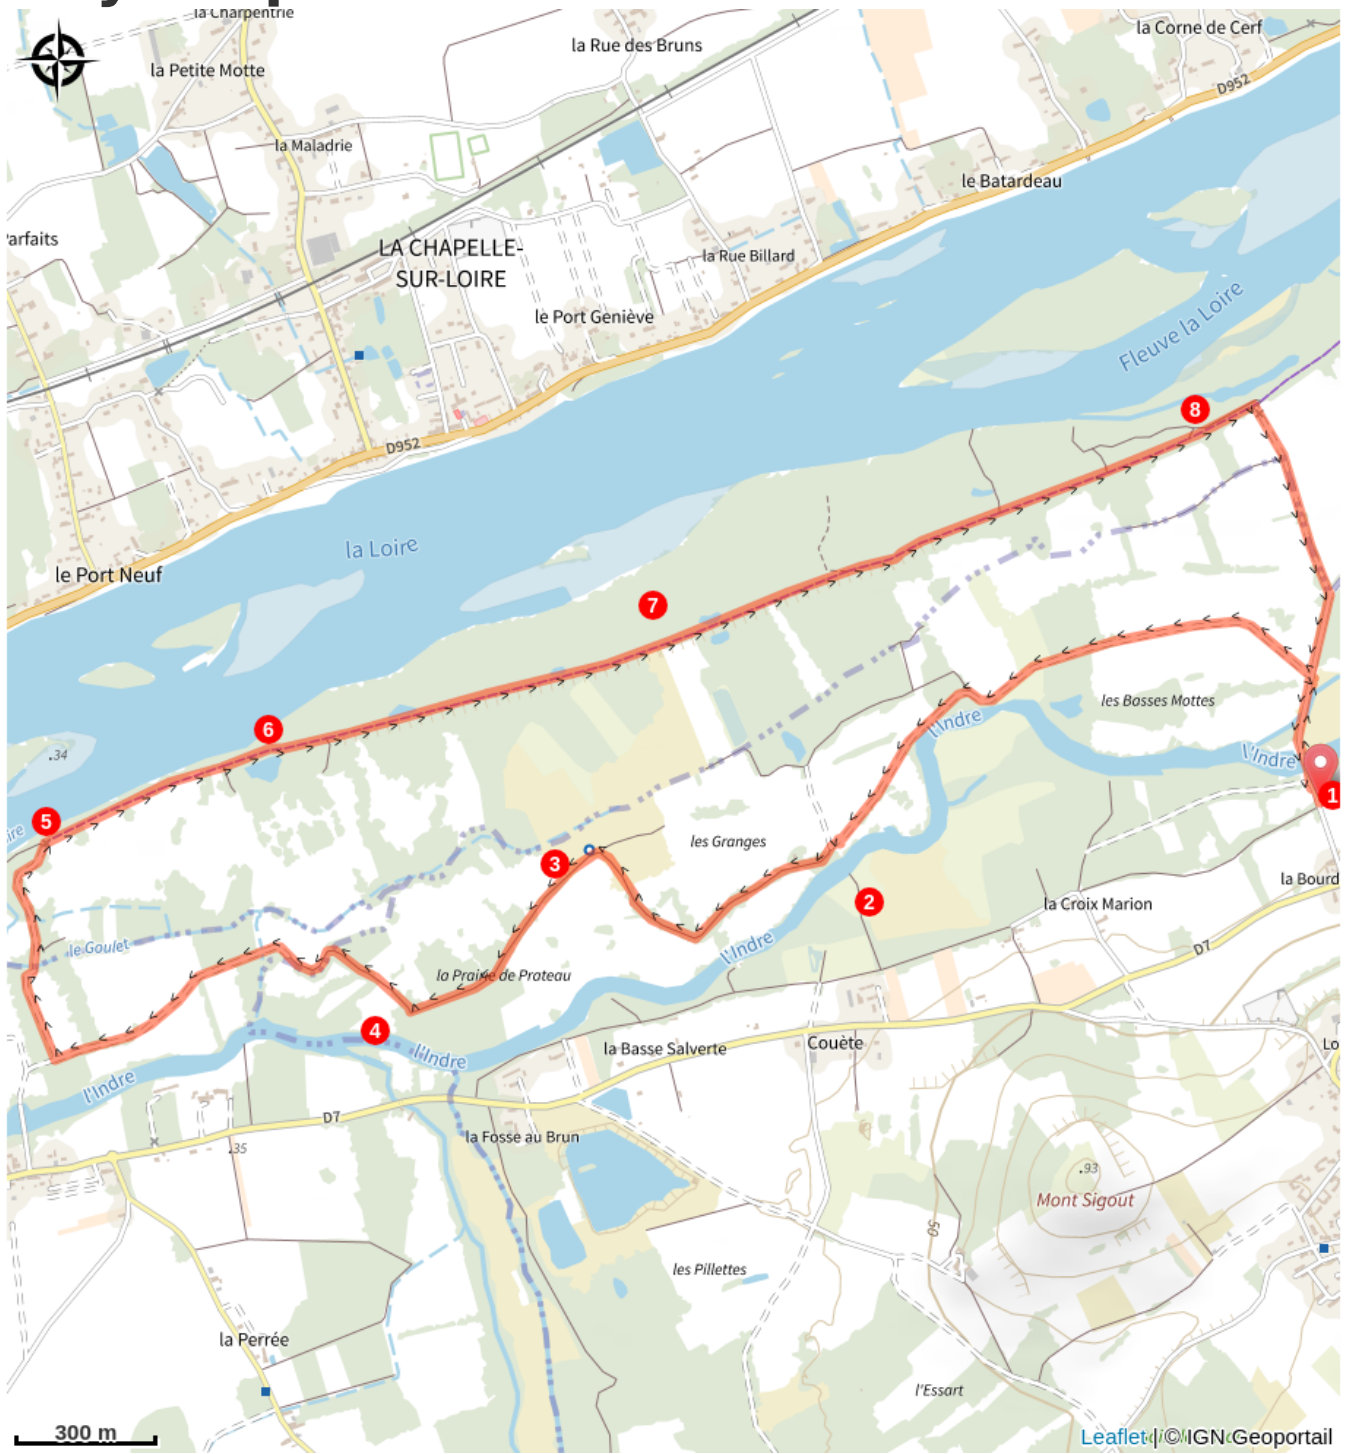 la Charpentrie
la Corne de Cerf
la Rue des Bruns
la Petite Motte
D952
la Maladrie
le Batardeau
LA CHAPELLE-
SUR-LOIRE
la Rue Billard
Fleuve la Loire
le Port Geniève
8
D952
la Loire
le Port Neuf
7
les Basses Mottes
l'Indre
6
.34
l'Indre
1
5
les Granges
3
la Bourd
2
la Croix Marion
le Goulet
l'Indre
D7
la Prairie de Prateau
4
l'Indre
la Basse Salverte
Couète
Lo
l'Indre
D7
la Fosse au Brun
.35
.93
Mont Sigout
50
les Pillettes
la Perrée
l'Essart
300 m
Leaflet | © IGN Geoportail